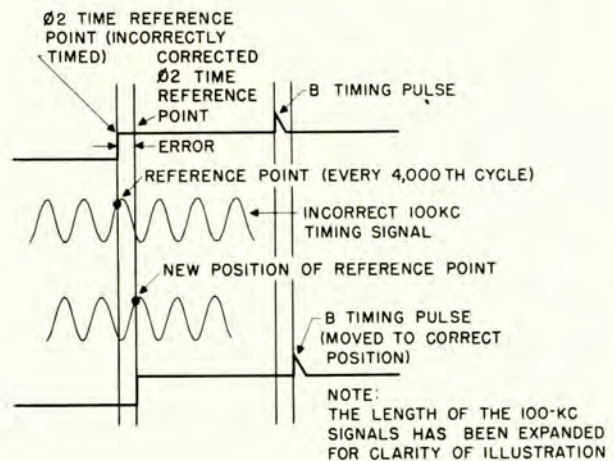 Ø2 TIME REFERENCE
POINT (INCORRECTLY
TIMED)
CORRECTED
Ø2 TIME
REFERENCE
POINT
B TIMING PULSE
ERROR
REFERENCE POINT (EVERY 4,000TH CYCLE)
INCORRECT 100KC
TIMING SIGNAL
NEW POSITION OF REFERENCE POINT
B TIMING PULSE
(MOVED TO CORRECT
POSITION)
NOTE:
THE LENGTH OF THE 100-KC
SIGNALS HAS BEEN EXPANDED
FOR CLARITY OF ILLUSTRATION